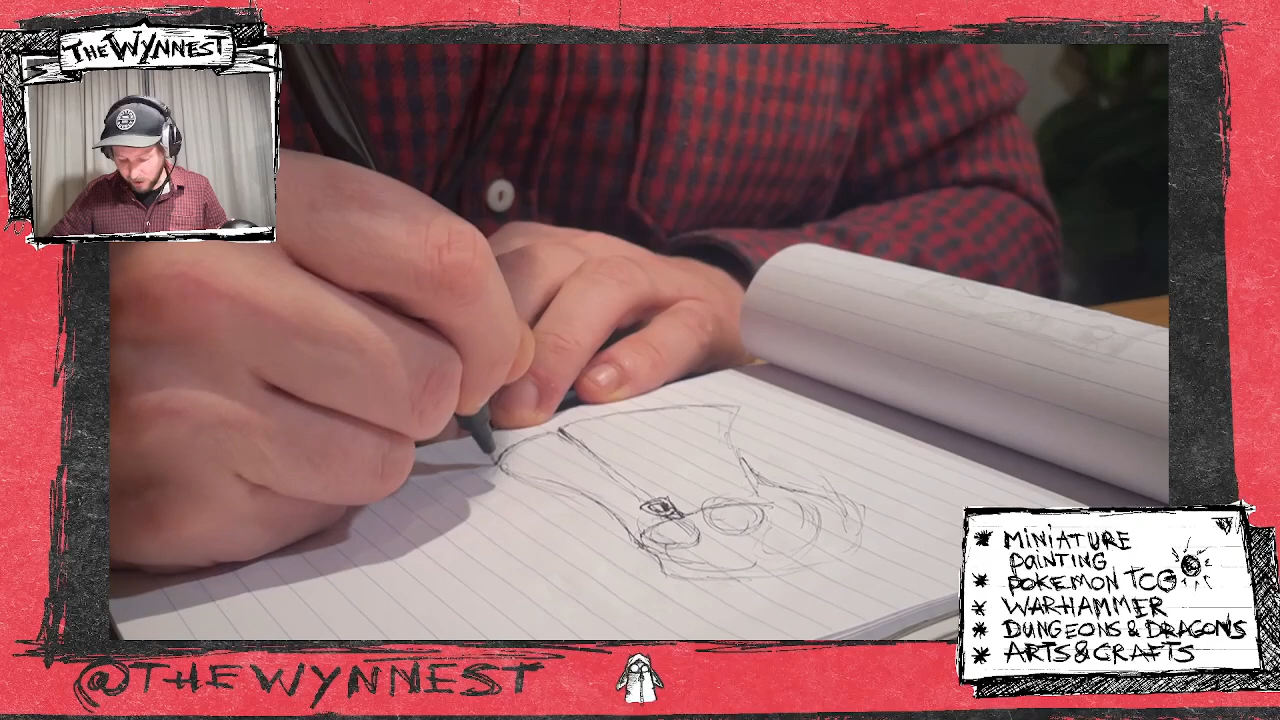 THE WYNNEST
* MINIATURE
PAINTING
* POKEMON TCG
* WARHAMMER
* DUNGEONS & DRAGONS
* ARTS & CRAFTS
@THEWYNNEST